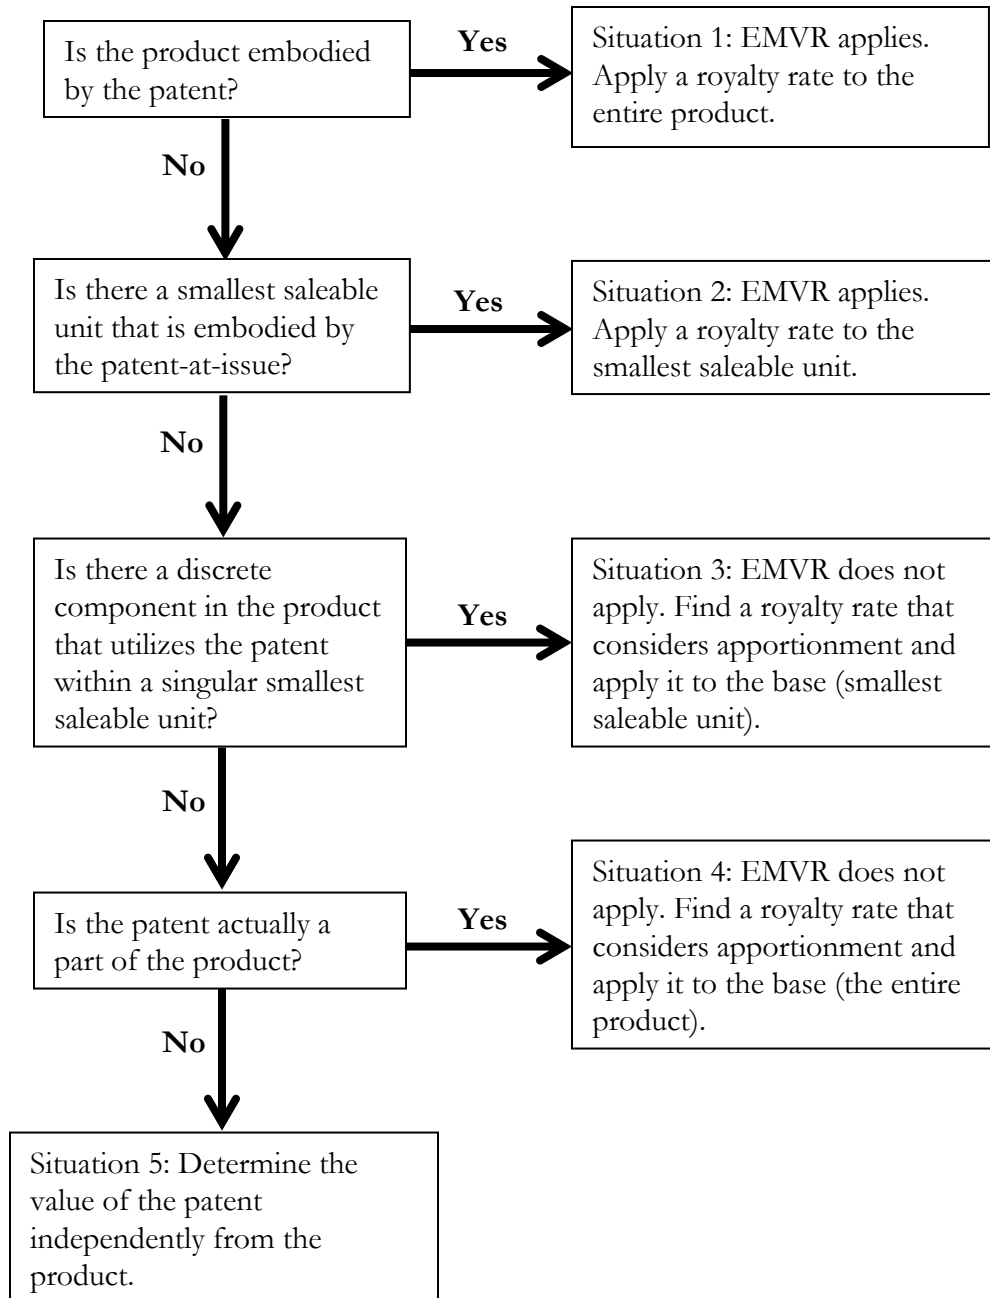 Is the product embodied
by the patent?
Yes
Situation 1: EMVR applies.
Apply a royalty rate to the
entire product.
No
Is there a smallest saleable
unit that is embodied by
the patent-at-issue?
Yes
Situation 2: EMVR applies.
Apply a royalty rate to the
smallest saleable unit.
No
Is there a discrete
component in the product
that utilizes the patent
within a singular smallest
saleable unit?
Yes
Situation 3: EMVR does not
apply. Find a royalty rate that
considers apportionment and
apply it to the base (smallest
saleable unit).
No
Is the patent actually a
part of the product?
Yes
Situation 4: EMVR does not
apply. Find a royalty rate that
considers apportionment and
apply it to the base (the entire
product).
No
Situation 5: Determine the
value of the patent
independently from the
product.